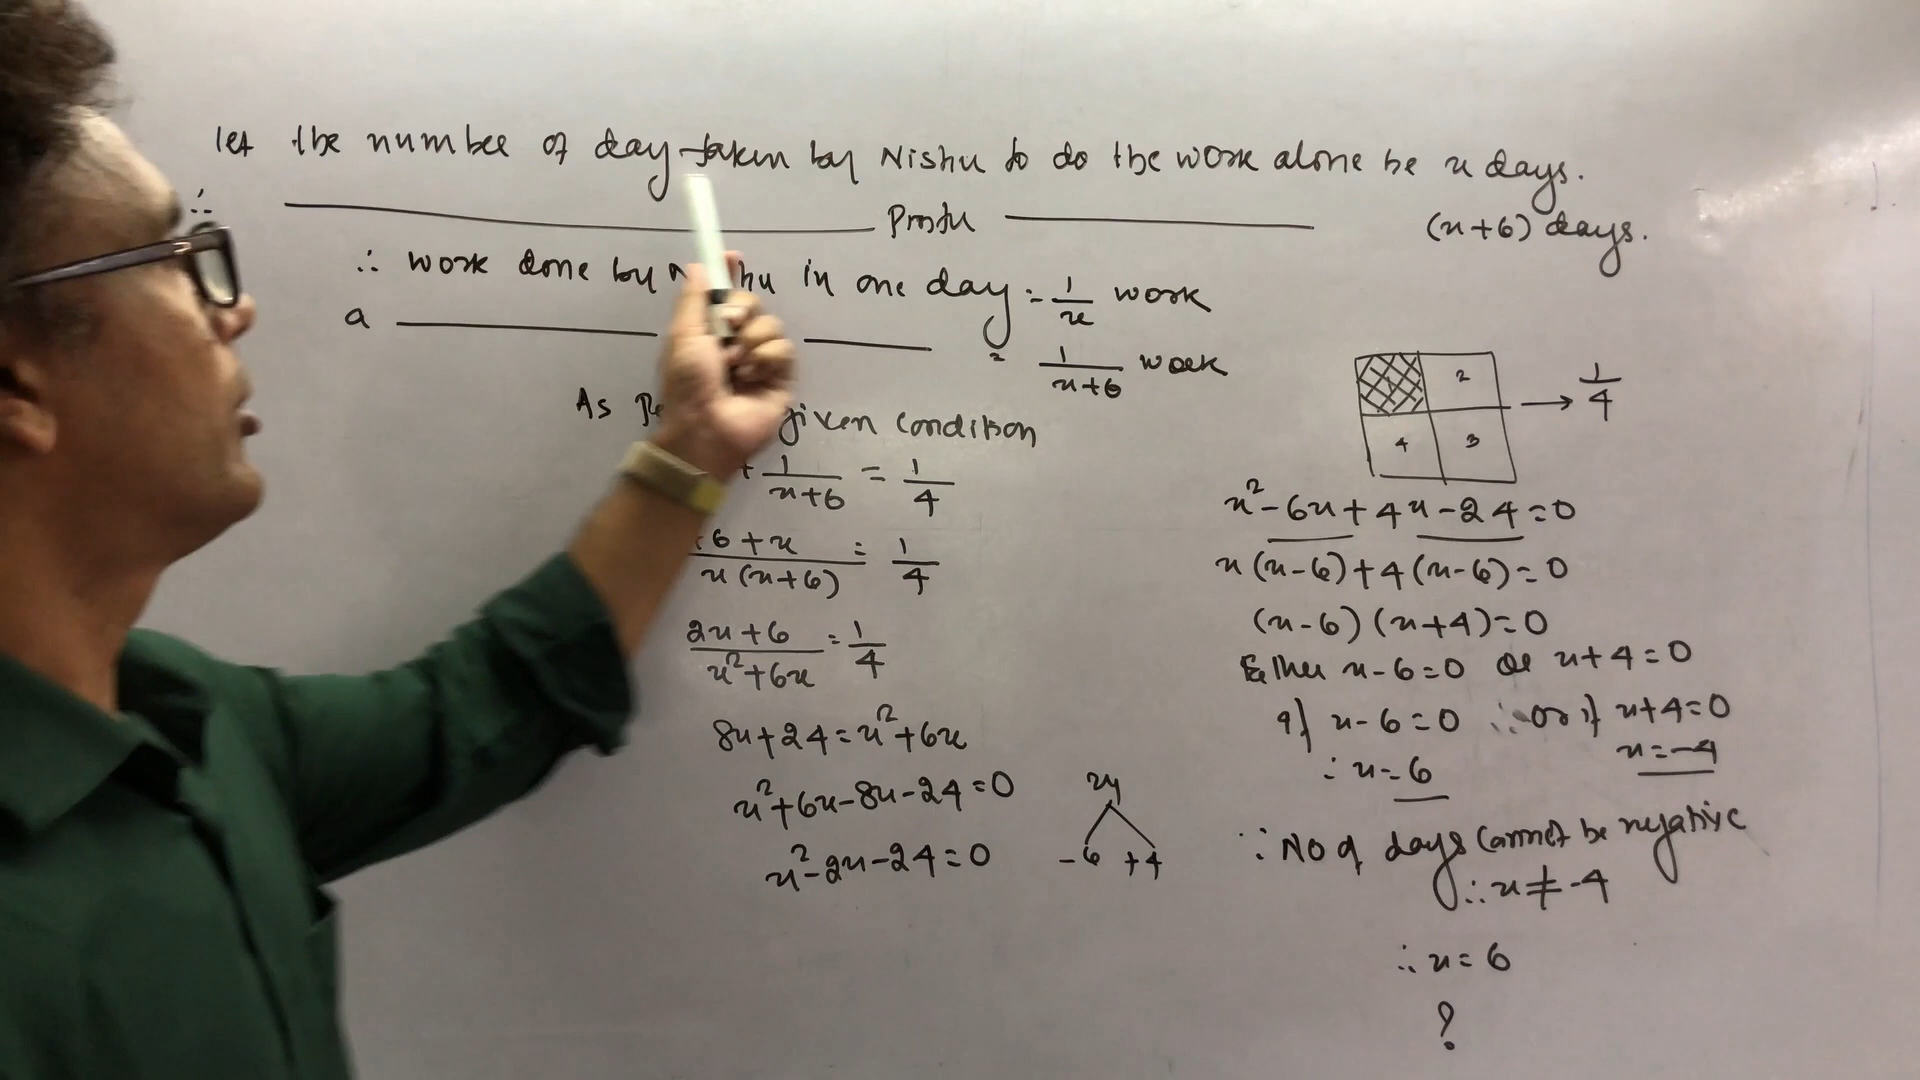 let the number of day taken by Nishu to do the work alone be x days.
∴ ——— Pintu ——— (x+6) days.
∴ work done by Nishu in one day = 1/x work
a ——— = 1/(x+6) work
As given condition
+ 1/(x+6) = 1/4
6+x / x(x+6) = 1/4
2x+6 / x²+6x = 1/4
8x+24=x²+6x
x²+6x-8x-24=0
x²-2x-24=0
24
-6 +4
2
4 3
→ 1/4
x²-6x+4x-24=0
x(x-6)+4(x-6)=0
(x-6)(x+4)=0
Either x-6=0 or x+4=0
If x-6=0 or if x+4=0
∴ x=6 x=-4
∵ No of days cannot be negative
∴ x≠-4
∴ x=6
?